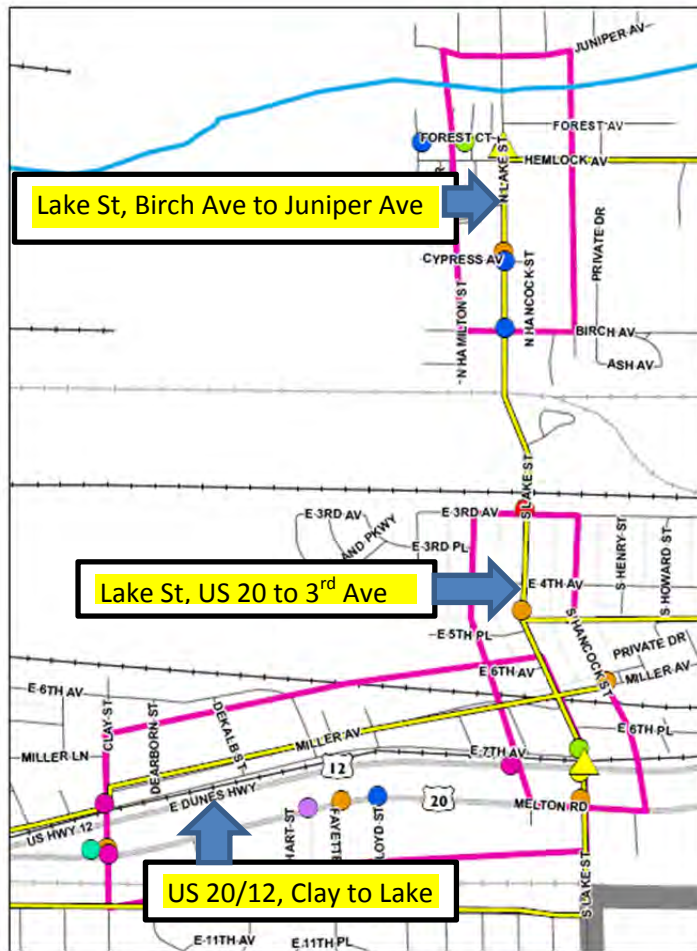 JUNIPER AV
FOREST CT
FOREST AV
HEMLOCK AV
N LAKE ST
Lake St, Birch Ave to Juniper Ave
CYPRESS AV
N HAMILTON ST
N HANCOCK ST
PRIVATE DR
BIRCH AV
ASH AV
S LAKE ST
E 3RD AV
E 3RD AV
AND PKWY
E 3RD PL
S HENRY ST
S HOWARD ST
Lake St, US 20 to 3rd Ave
E 4TH AV
E 5TH PL
S HANCOCK ST
PRIVATE DR
MILLER AV
E 6TH AV
E 6TH AV
CLAY ST
DEARBORN ST
DEKALB ST
MILLER AV
E 6TH PL
MILLER LN
E 7TH AV
12
E DUNES HWY
20
MELTON RD
US HWY 12
HART ST
FAYETTE
LOYD ST
US 20/12, Clay to Lake
S LAKE ST
E 11TH AV
E 11TH PL